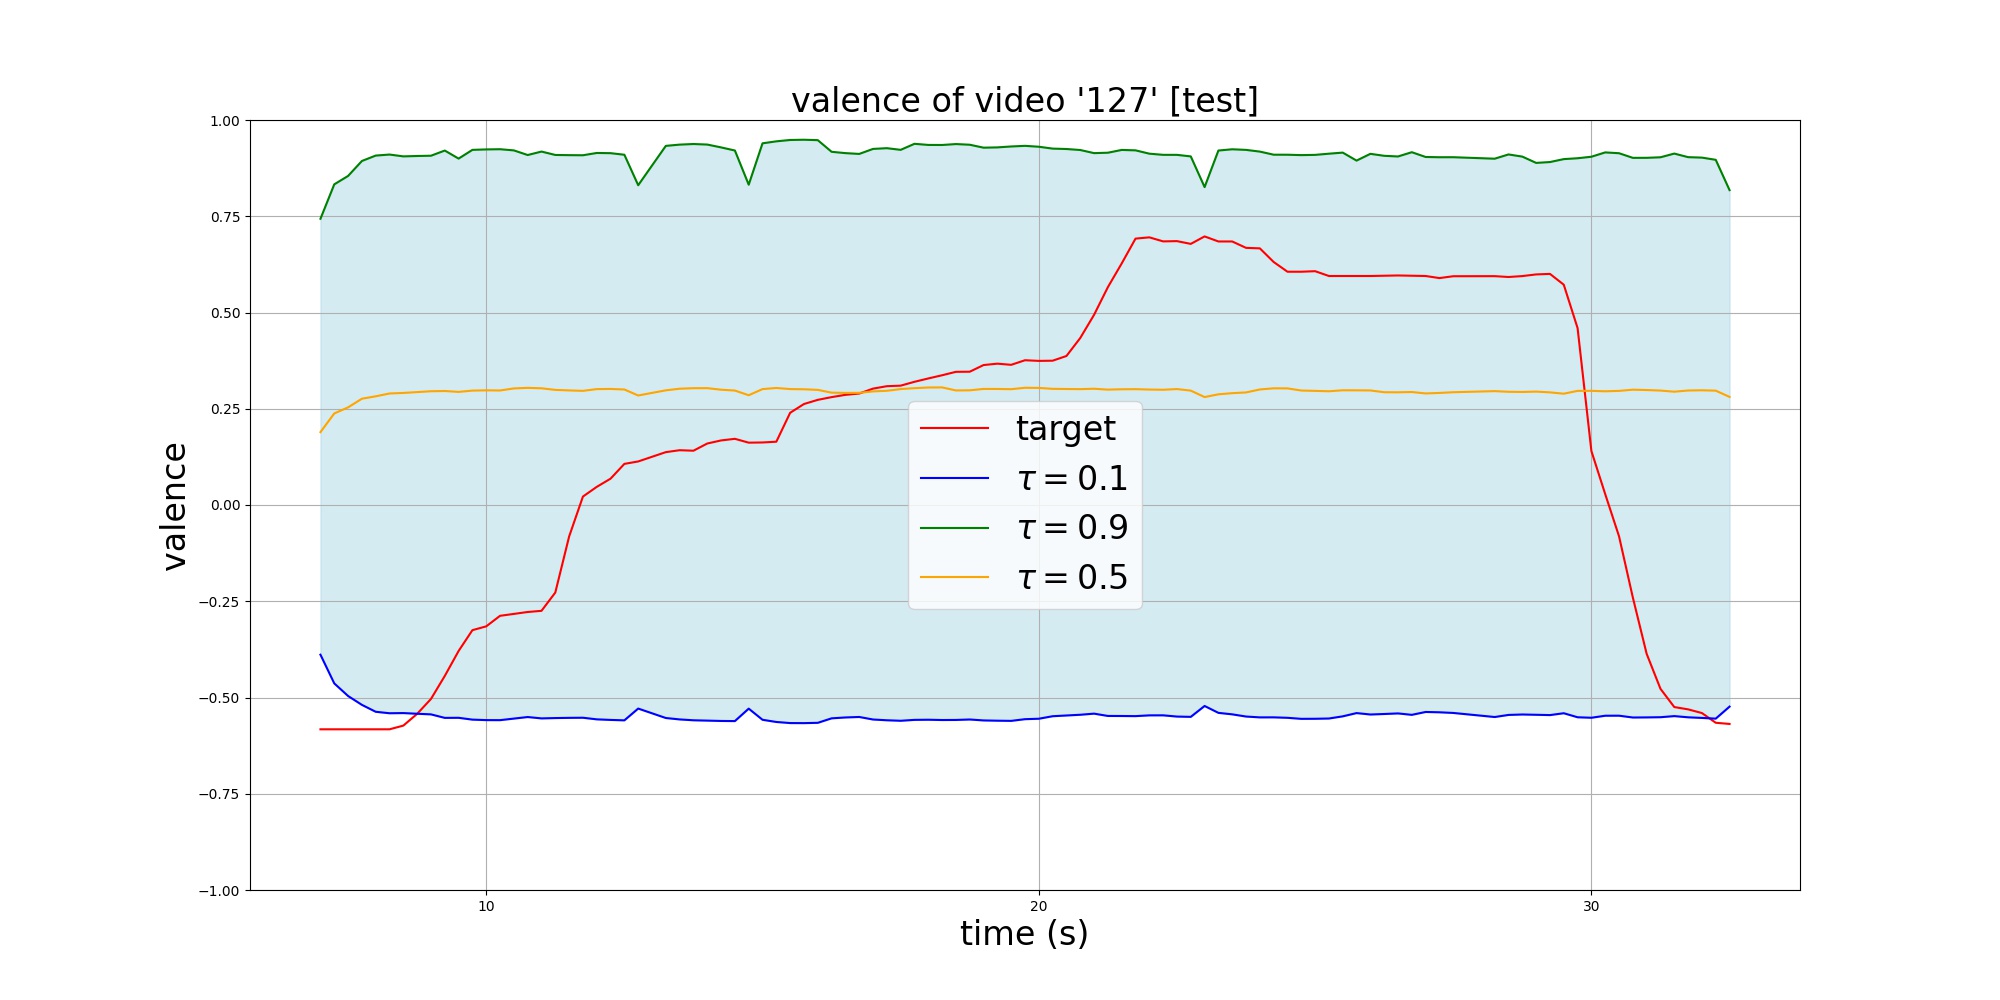 valence of video '127' [test]
1.00
0.75
0.50
0.25
0.00
−0.25
−0.50
−0.75
−1.00
valence
target
τ = 0.1
τ = 0.9
τ = 0.5
10 20 30
time (s)